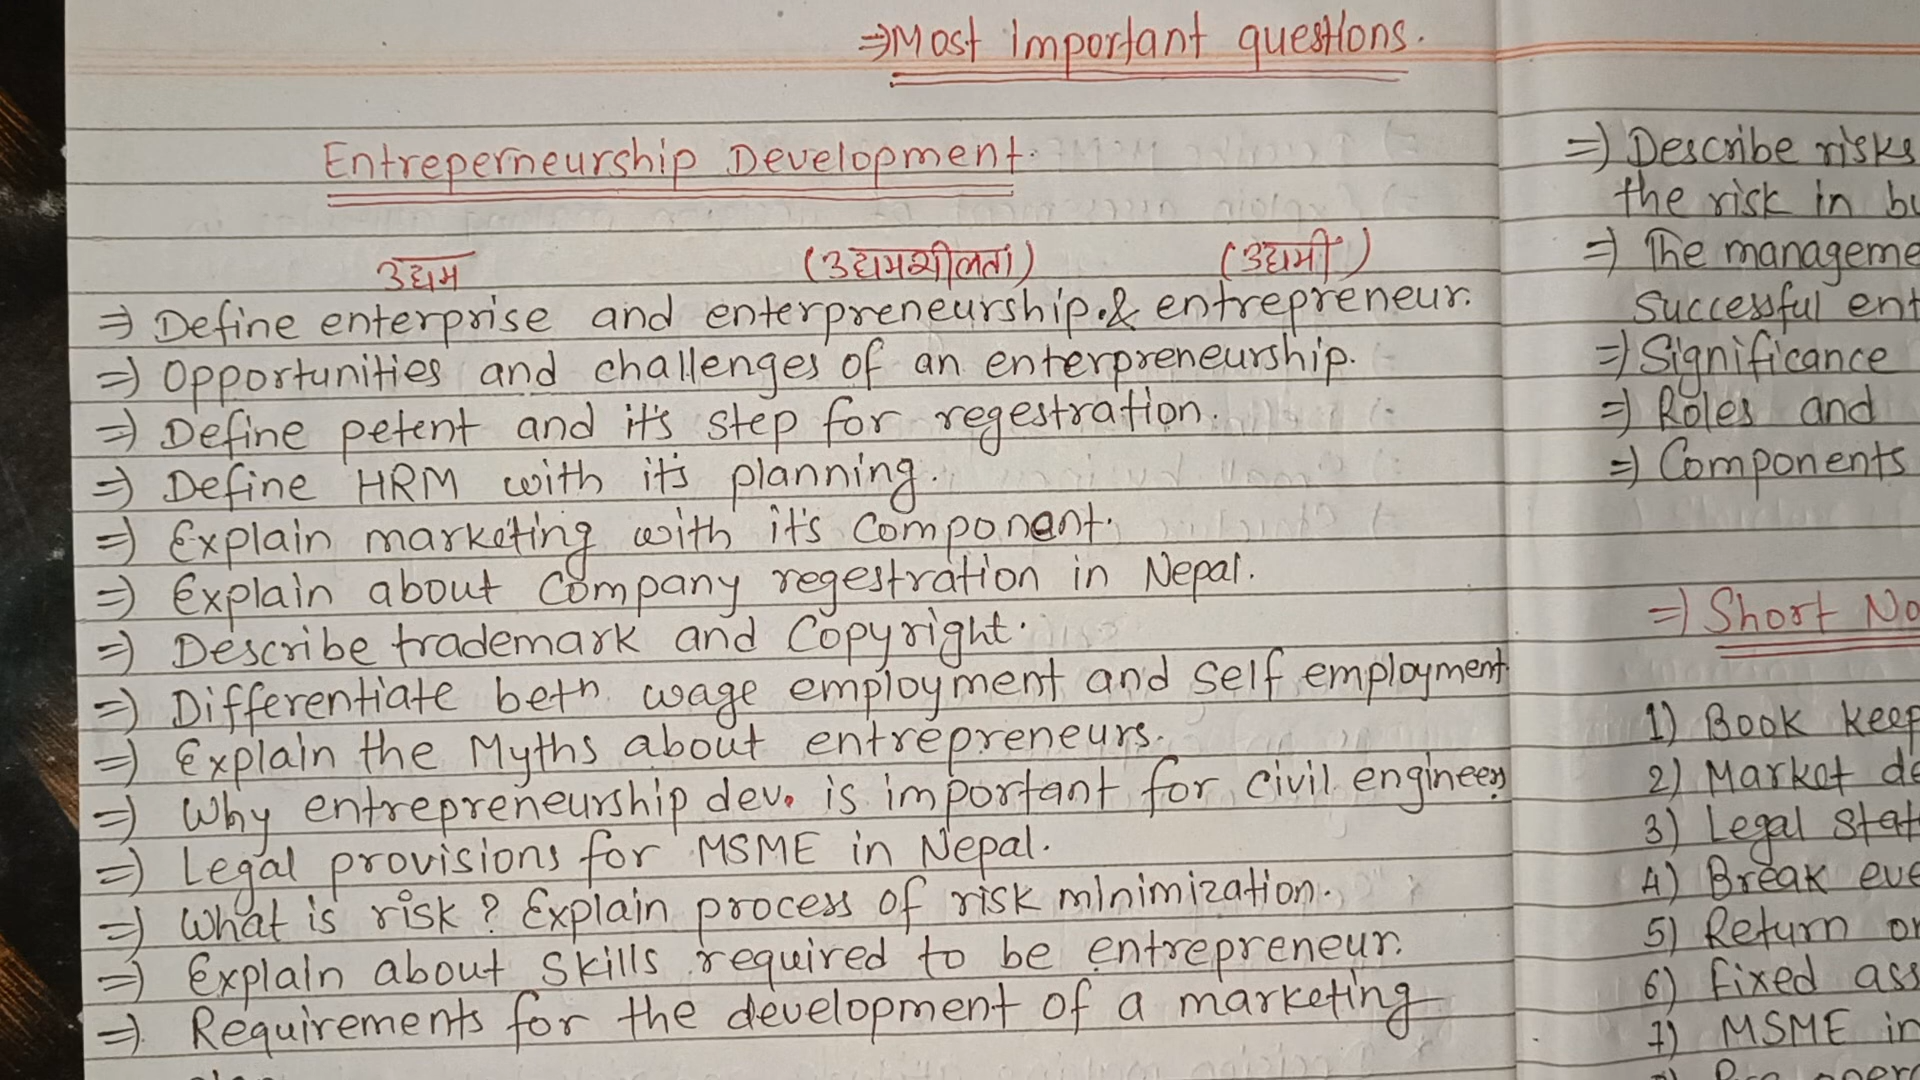 ⇒Most important questions.
Entreperneurship Development.
उद्यम (उद्यमशीलता) (उद्यमी)
⇒ Define enterprise and enterpreneurship.& entrepreneur.
⇒ Opportunities and challenges of an enterpreneurship.
⇒ Define petent and it's step for regestration.
⇒ Define HRM with it's planning.
⇒ Explain marketing with it's Component.
⇒ Explain about Company regestration in Nepal.
⇒ Describe trademark and Copyright.
⇒ Differentiate betn wage employment and self employment
⇒ Explain the Myths about entrepreneurs.
⇒ Why entrepreneurship dev. is important for civil engineers
⇒ Legal provisions for MSME in Nepal.
⇒ What is risk? Explain process of risk minimization.
⇒ Explain about skills required to be entrepreneur.
⇒ Requirements for the development of a marketing
⇒ Describe risks
the risk in
⇒ The
Successful
⇒ Significance
⇒ Roles and
⇒ Components
⇒ Short
1) Book
2) Market
3) Legal
4) Break
5) Return
6) Fixed
7) MSME in